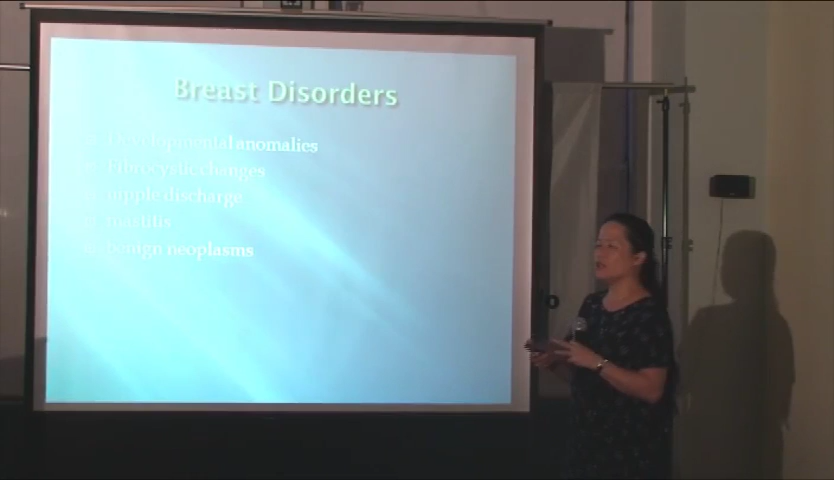 Breast Disorders
Developmental anomalies
Fibrocystic changes
nipple discharge
mastitis
benign neoplasms